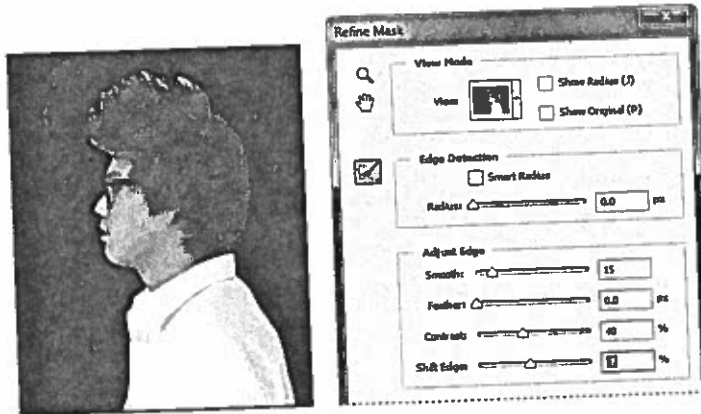 Refine Mask
View Mode
View
Show Radius (J)
Show Original (P)
Edge Detection
Smart Radius
Radius: 0.0 px
Adjust Edge
Smooth: 15
Feather: 0.0 px
Contrast: 40 %
Shift Edge: %